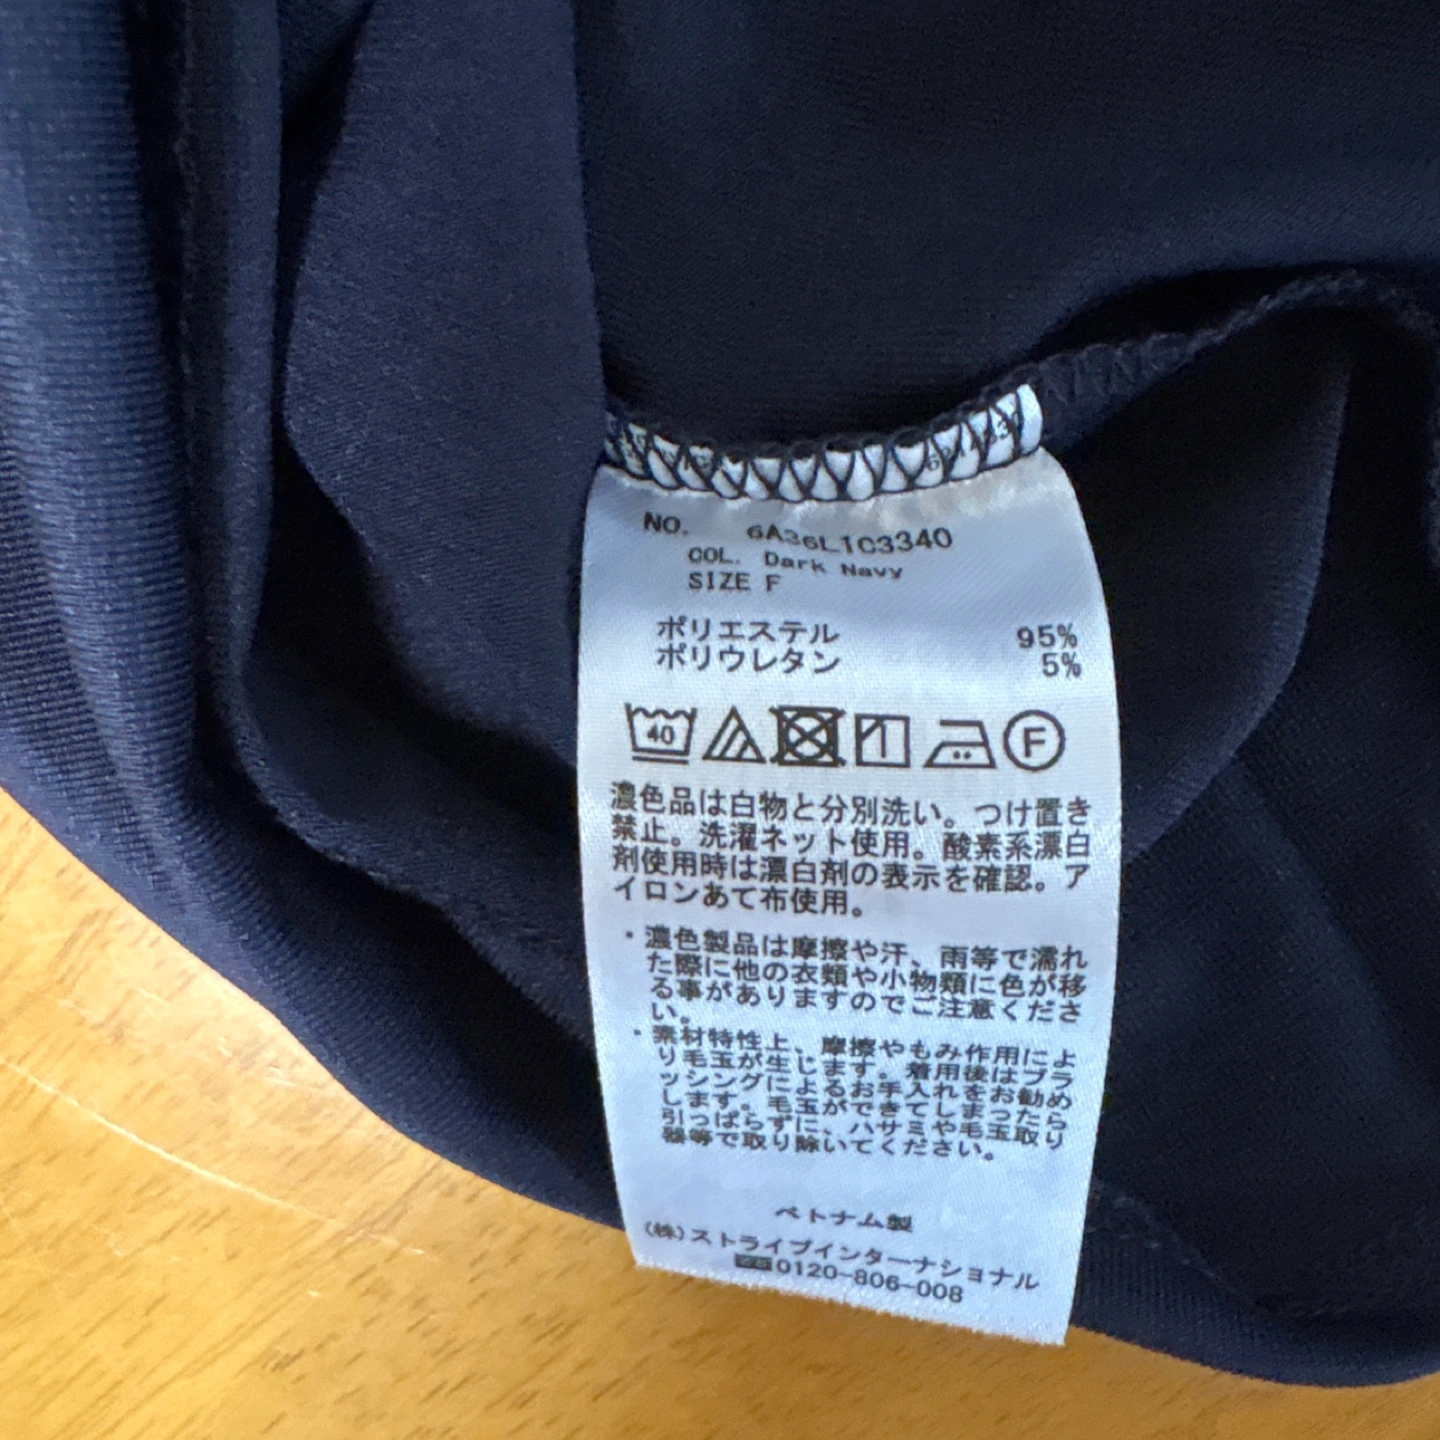 NO. 6A36L1C3340
COL. Dark Navy
SIZE F
ポリエステル 95%
ポリウレタン 5%
40 F
濃色品は白物と分別洗い。つけ置き
禁止。洗濯ネット使用。酸素系漂白
剤使用時は漂白剤の表示を確認。ア
イロンあて布使用。
・濃色製品は摩擦や汗、雨等で濡れ
た際に他の衣類や小物類に色が移
る事がありますのでご注意くださ
い。
・素材特性上、摩擦やもみ作用によ
り毛玉が生じます。着用後はブラ
ッシングによるお手入れをお勧め
します。毛玉ができてしまったら
引っぱらずに、ハサミや毛玉取り
器等で取り除いてください。
ベトナム製
(株)ストライプインターナショナル
0120-806-008